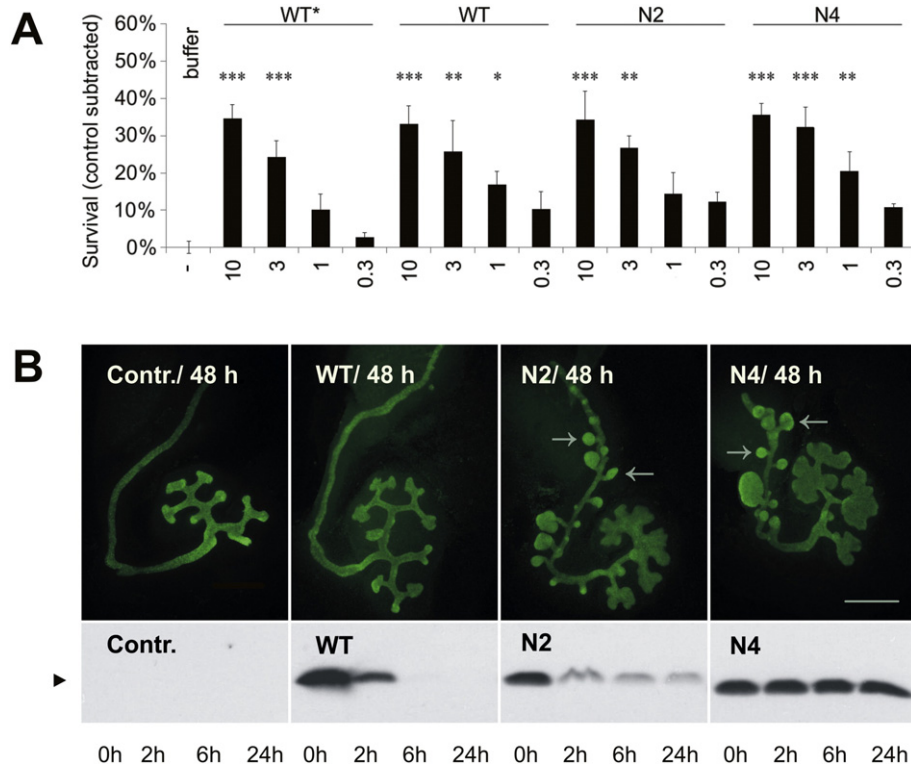 A
WT* WT N2 N4
Survival (control subtracted)
60%
50%
40%
30%
20%
10%
0%
buffer
*** *** *** ** * *** ** *** *** **
- 10 3 1 0.3 10 3 1 0.3 10 3 1 0.3 10 3 1 0.3
B
Contr./ 48 h WT/ 48 h N2/ 48 h N4/ 48 h
Contr. WT N2 N4
0h 2h 6h 24h 0h 2h 6h 24h 0h 2h 6h 24h 0h 2h 6h 24h